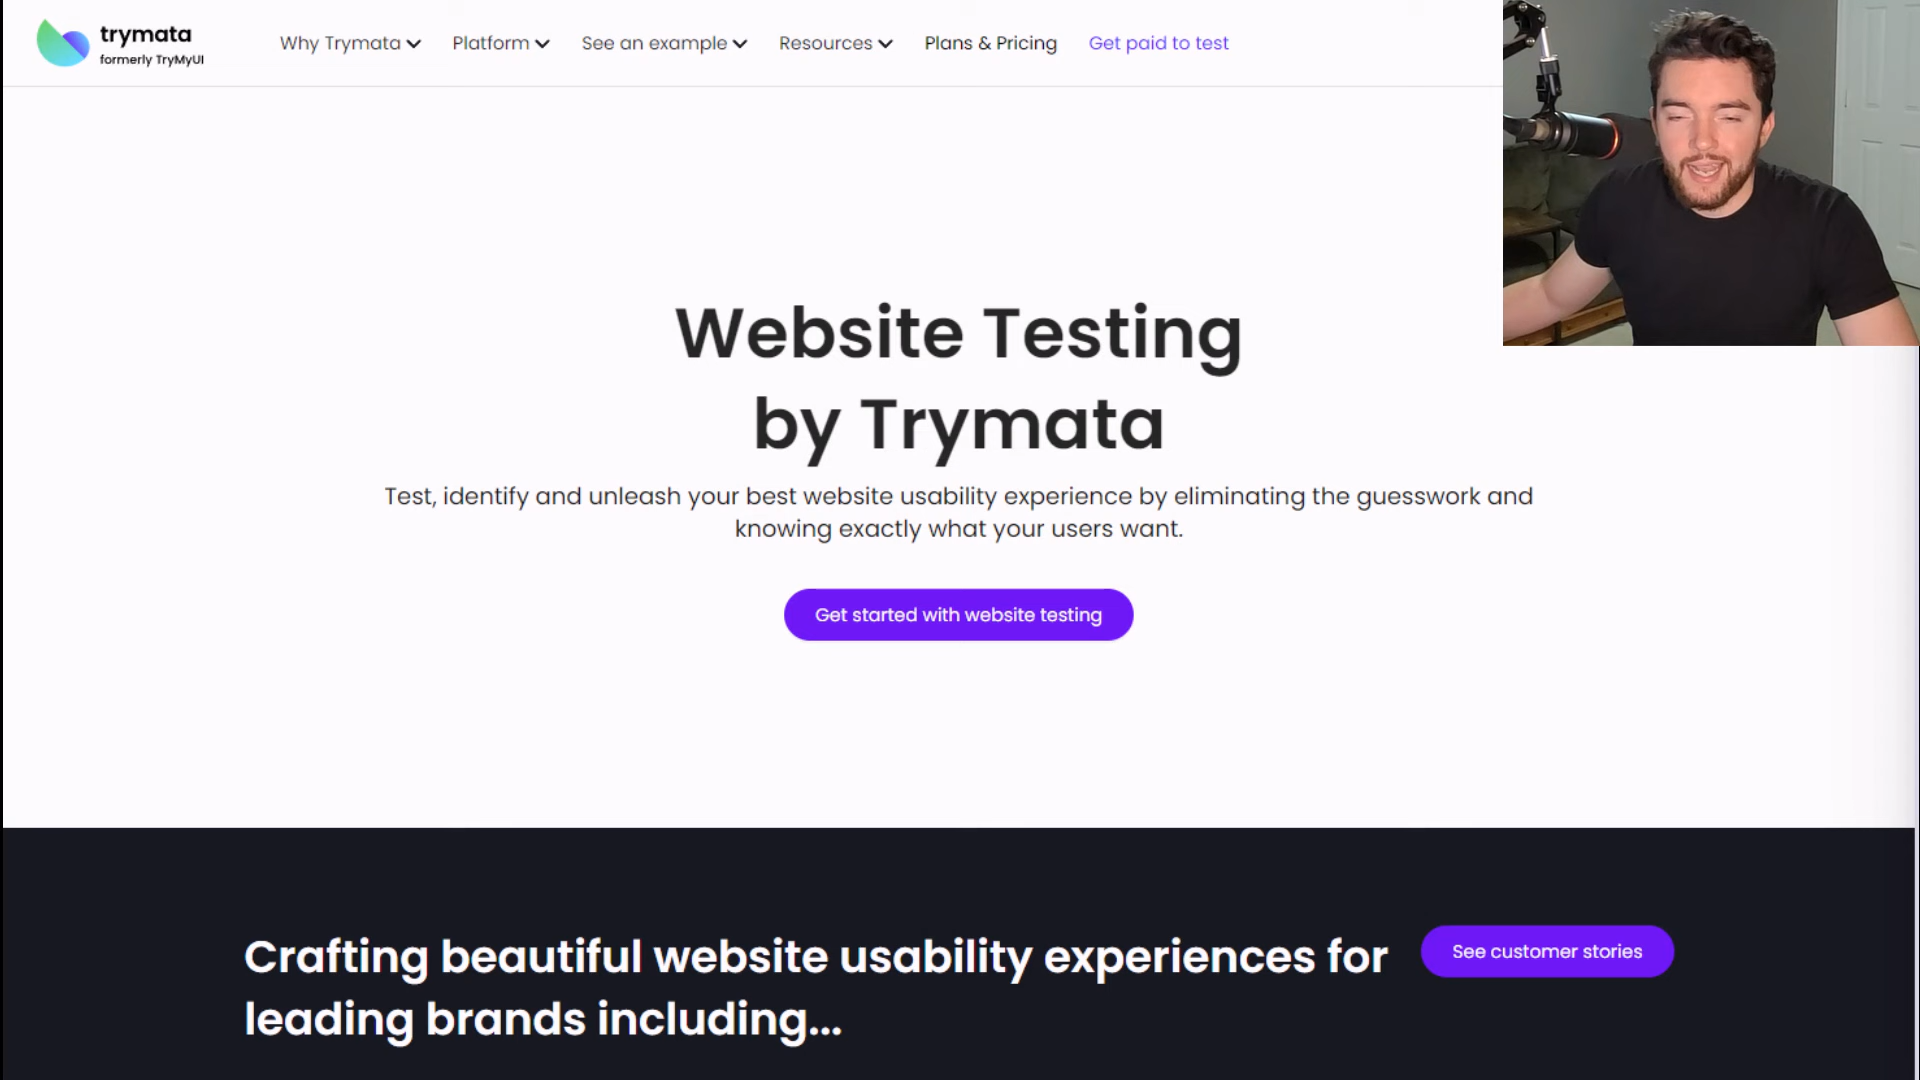 trymata
formerly TryMyUI
Why Trymata
Platform
See an example
Resources
Plans & Pricing
Get paid to test
Website Testing
by Trymata
Test, identify and unleash your best website usability experience by eliminating the guesswork and
knowing exactly what your users want.
Get started with website testing
Crafting beautiful website usability experiences for
leading brands including...
See customer stories